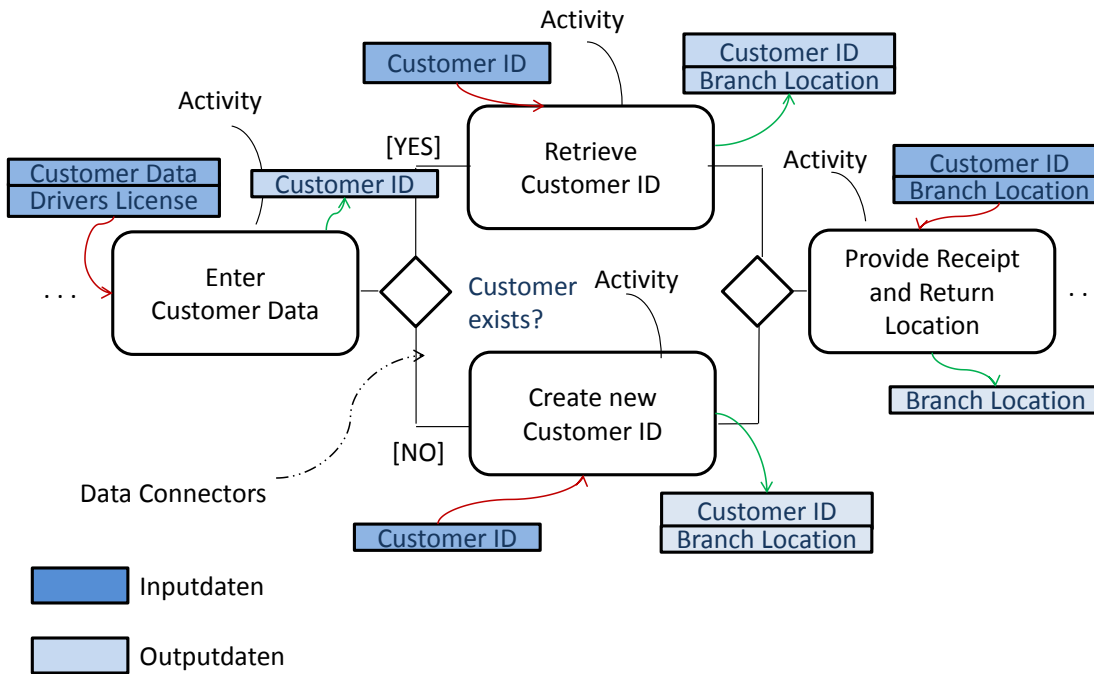 Activity
Customer ID
Customer ID
Branch Location
Activity
[YES]
Retrieve
Customer ID
Activity
Customer Data
Drivers License
Customer ID
Customer ID
Branch Location
. . .
Enter
Customer Data
Customer
exists?
Activity
Provide Receipt
and Return
Location
. .
Create new
Customer ID
Branch Location
[NO]
Data Connectors
Customer ID
Customer ID
Branch Location
Inputdaten
Outputdaten